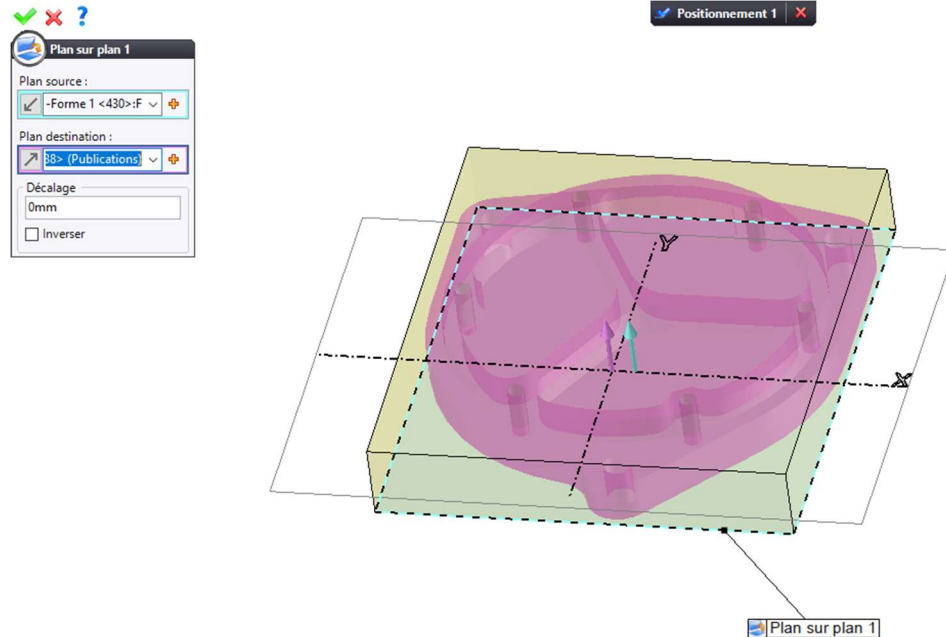 ?
Positionnement 1
Plan sur plan 1
Plan source :
-Forme 1 <430>:F
Plan destination :
38> (Publications)
Décalage
0mm
Inverser
Y
X
Plan sur plan 1